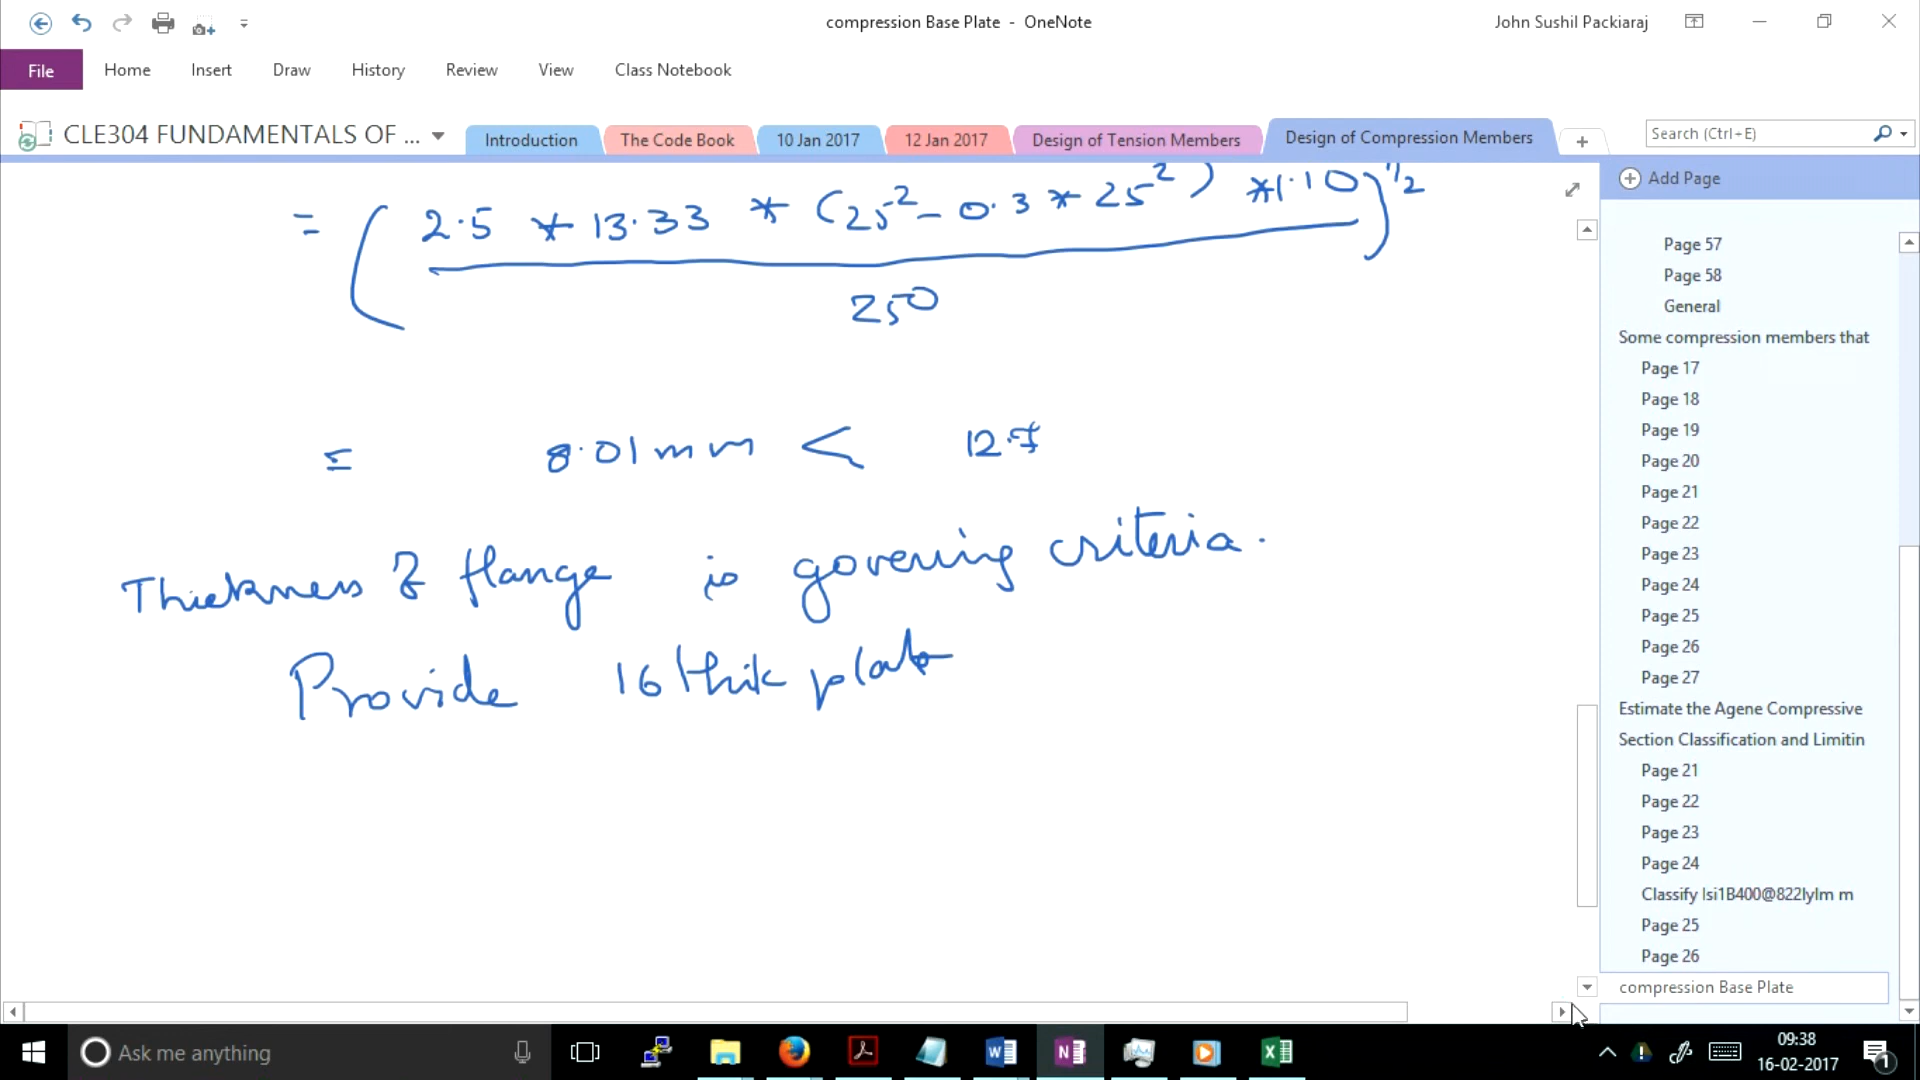 compression Base Plate - OneNote
John Sushil Packiaraj
File Home Insert Draw History Review View Class Notebook
CLE304 FUNDAMENTALS OF ...
Introduction
The Code Book
10 Jan 2017
12 Jan 2017
Design of Tension Members
Design of Compression Members
Search (Ctrl+E)
= ( 2.5 * 13.33 * (25² - 0.3 * 25²) * 1.10 )^1/2
250
= 8.01mm < 12.7
Thickness of flange is governing criteria.
Provide 16 thik plate
Add Page
Page 57
Page 58
General
Some compression members that
Page 17
Page 18
Page 19
Page 20
Page 21
Page 22
Page 23
Page 24
Page 25
Page 26
Page 27
Estimate the Agene Compressive
Section Classification and Limitin
Page 21
Page 22
Page 23
Page 24
Classify Isi1B400@822lylm m
Page 25
Page 26
compression Base Plate
Ask me anything
09:38
16-02-2017
1